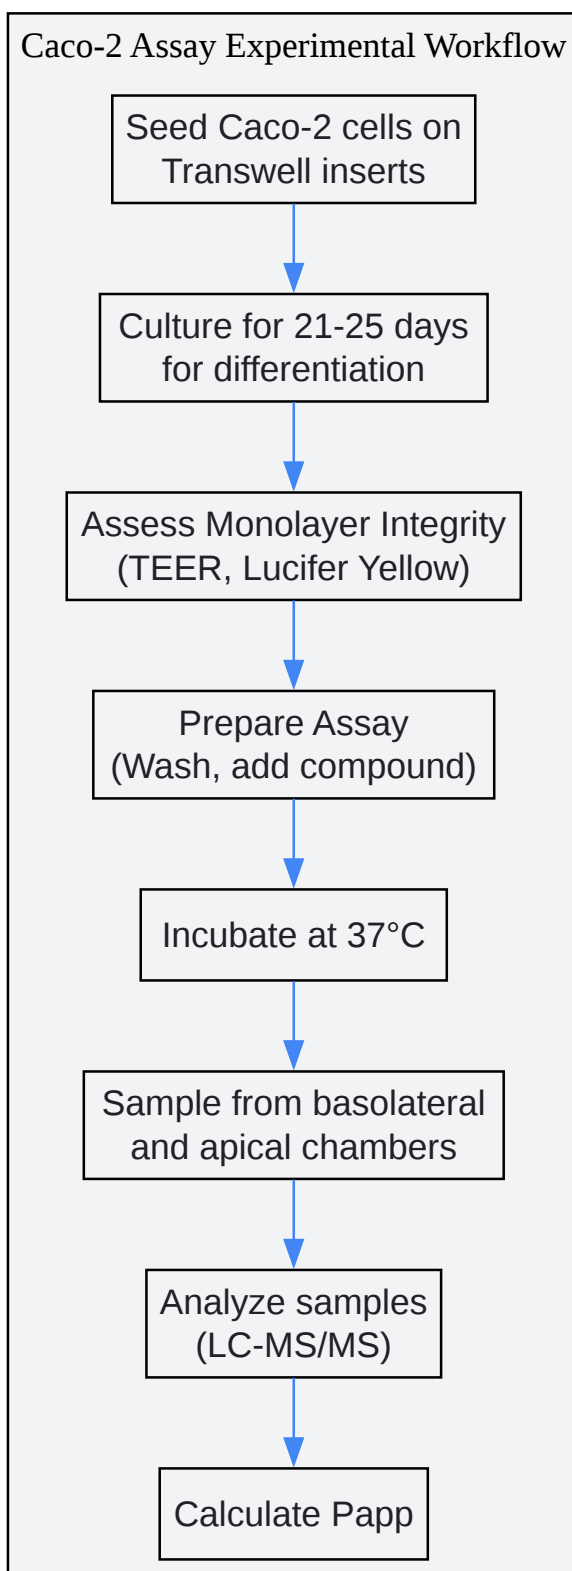 Caco-2 Assay Experimental Workflow
Seed Caco-2 cells on
Transwell inserts
Culture for 21-25 days
for differentiation
Assess Monolayer Integrity
(TEER, Lucifer Yellow)
Prepare Assay
(Wash, add compound)
Incubate at 37°C
Sample from basolateral
and apical chambers
Analyze samples
(LC-MS/MS)
Calculate Papp